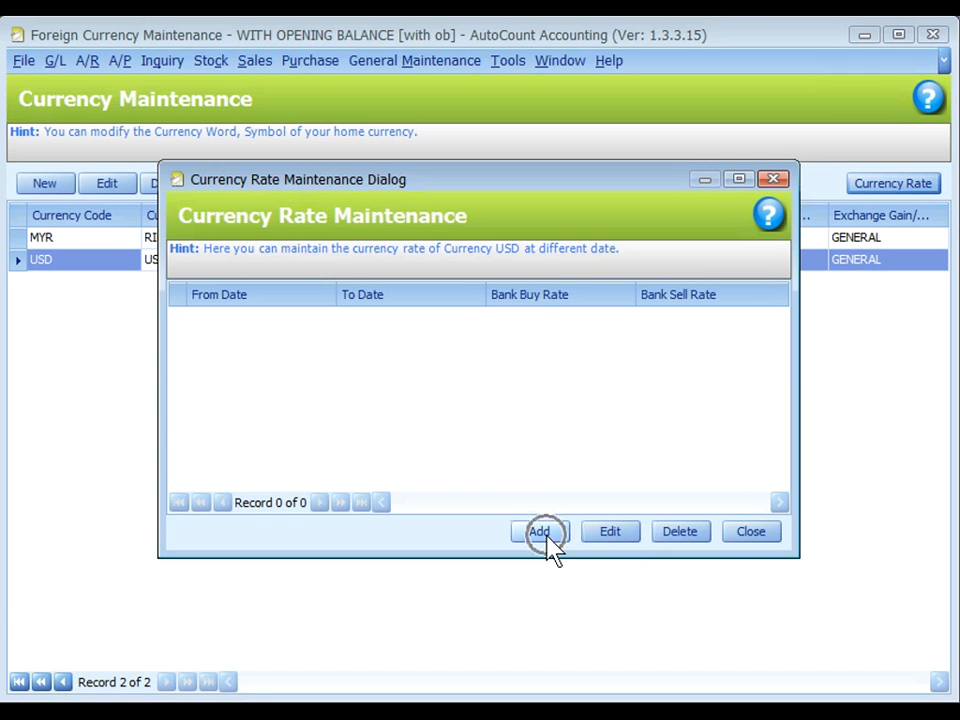 Foreign Currency Maintenance - WITH OPENING BALANCE [with ob] - AutoCount Accounting (Ver: 1.3.3.15)
File G/L A/R A/P Inquiry Stock Sales Purchase General Maintenance Tools Window Help
Currency Maintenance
Hint: You can modify the Currency Word, Symbol of your home currency.
New Edit D Currency Rate
Currency Code Cu .. Exchange Gain/...
MYR RI GENERAL
USD US GENERAL
Currency Rate Maintenance Dialog
Currency Rate Maintenance
Hint: Here you can maintain the currency rate of Currency USD at different date.
From Date To Date Bank Buy Rate Bank Sell Rate
Record 0 of 0
Add Edit Delete Close
Record 2 of 2